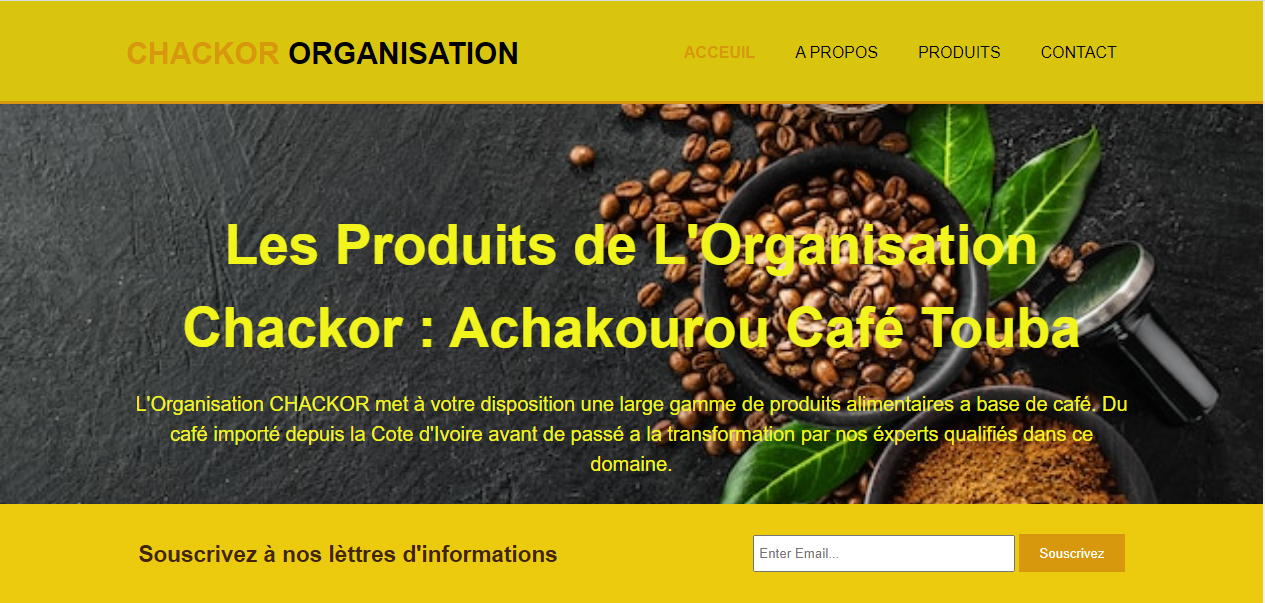 CHACKOR ORGANISATION
ACCEUIL A PROPOS PRODUITS CONTACT
Les Produits de L'Organisation
Chackor : Achakourou Café Touba
L'Organisation CHACKOR met à votre disposition une large gamme de produits alimentaires a base de café. Du
café importé depuis la Cote d'Ivoire avant de passé a la transformation par nos éxperts qualifiés dans ce
domaine.
Souscrivez à nos lèttres d'informations
Enter Email...
Souscrivez